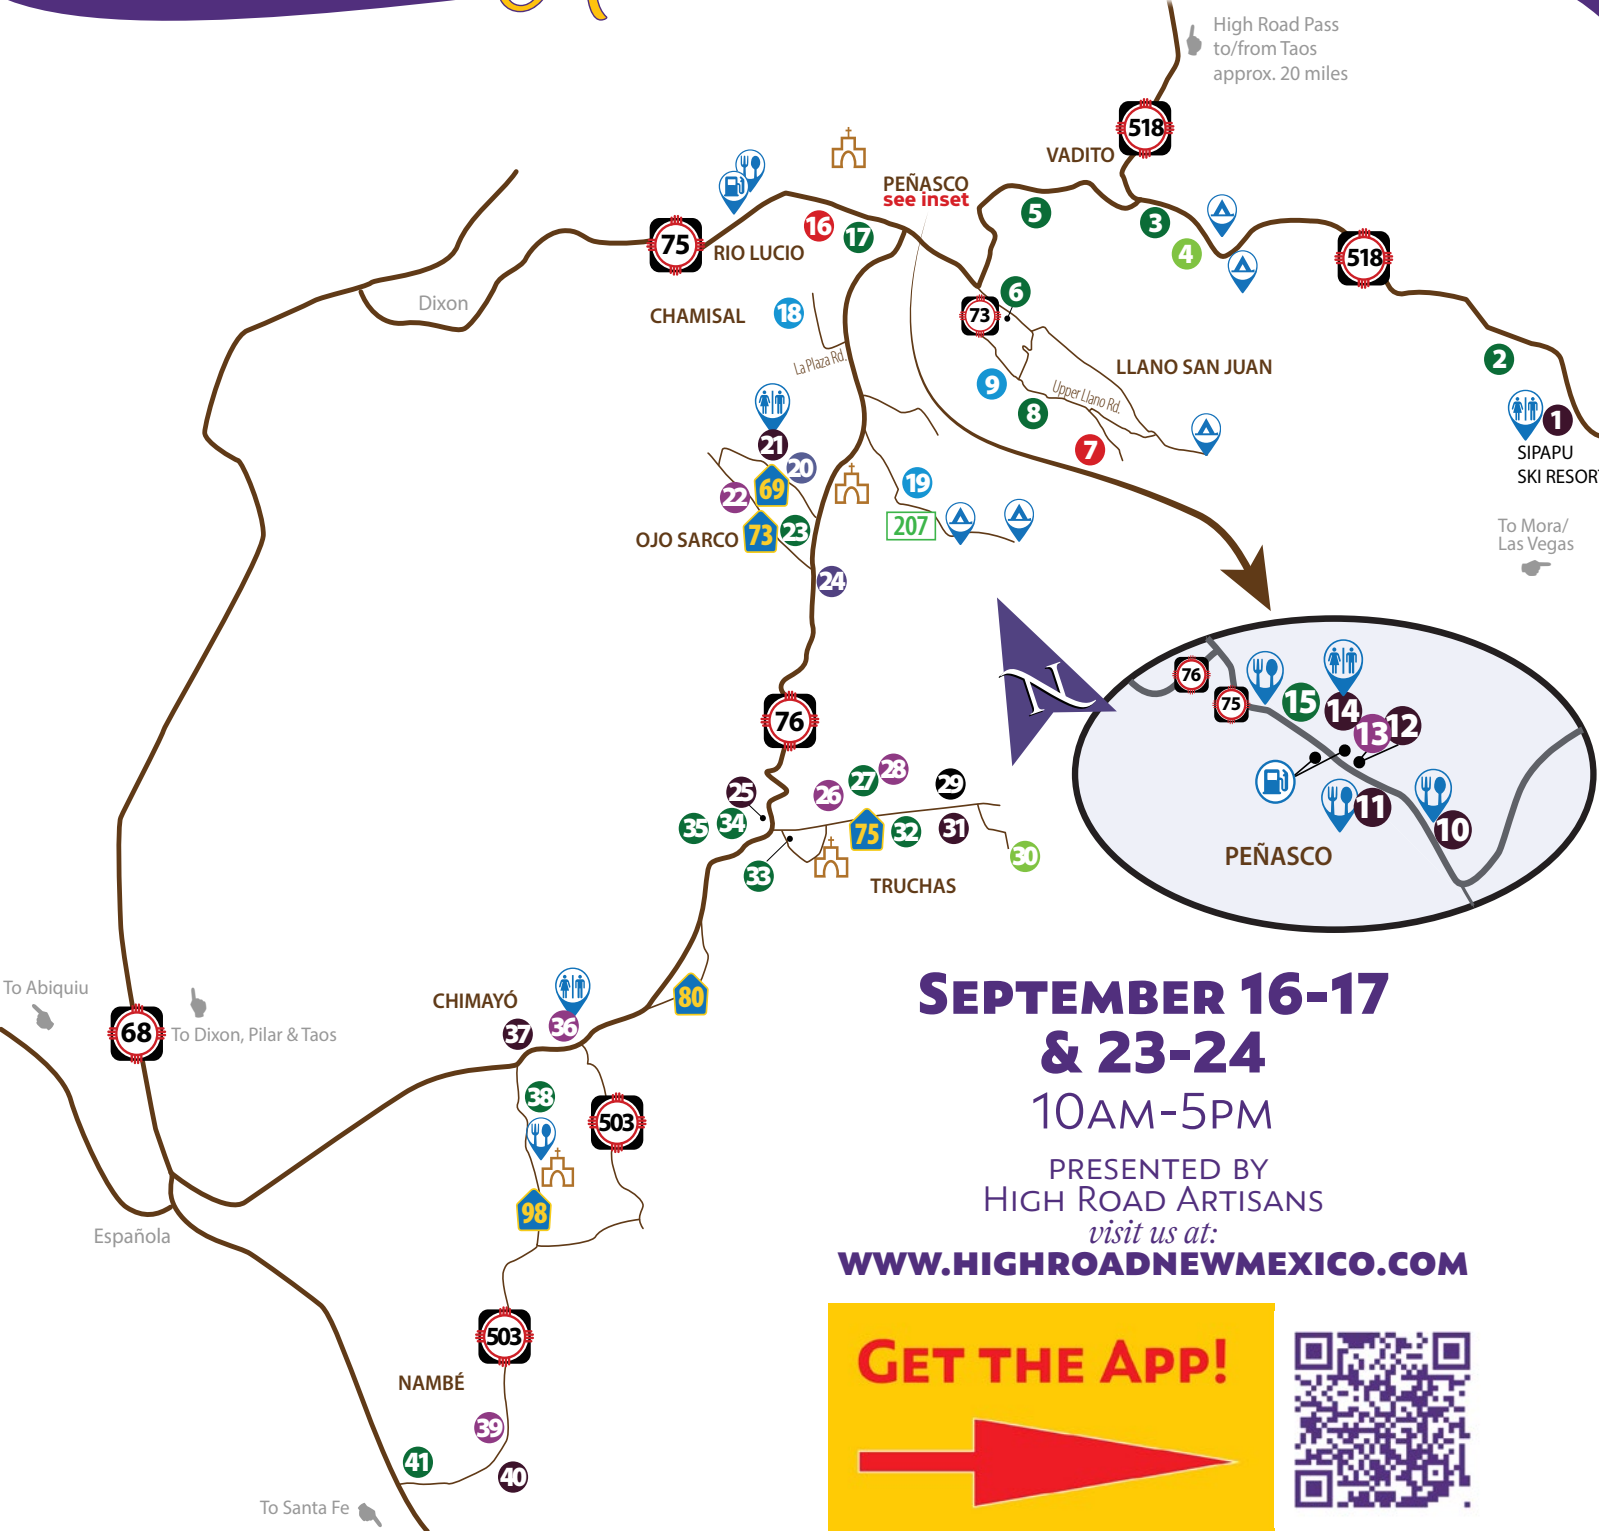 High Road Pass
to/from Taos
approx. 20 miles
518
VADITO
PEÑASCO
see inset
5
3
4
16
17
75
RIO LUCIO
518
Dixon
CHAMISAL
18
6
73
La Plaza Rd.
LLANO SAN JUAN
2
9
Upper Llano Rd.
8
1
SIPAPU
SKI RESORT
7
21
20
69
22
19
207
OJO SARCO
73
23
To Mora/
Las Vegas
24
N
76
75
15
14
13
12
11
10
PEÑASCO
76
25
26
27
28
29
35
34
75
32
31
30
33
TRUCHAS
To Abiquiu
80
CHIMAYÓ
37
36
68
To Dixon, Pilar & Taos
38
503
98
Española
503
NAMBÉ
39
41
40
To Santa Fe
SEPTEMBER 16-17
& 23-24
10AM-5PM
PRESENTED BY
HIGH ROAD ARTISANS
visit us at:
WWW.HIGHROADNEWMEXICO.COM
GET THE APP!